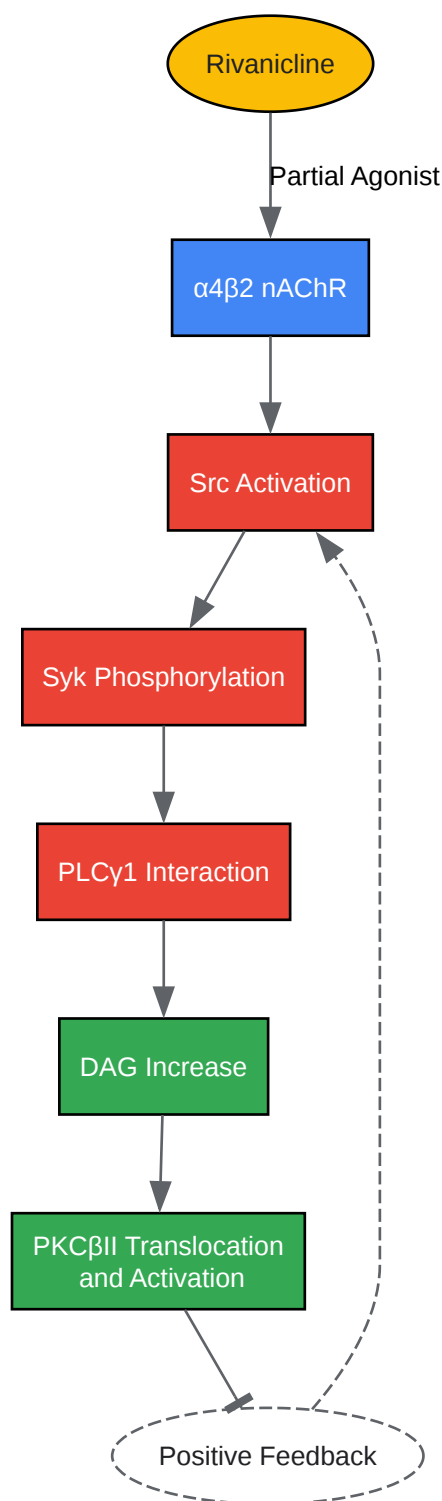 Rivanicline
Partial Agonist
α4β2 nAChR
Src Activation
Syk Phosphorylation
PLCγ1 Interaction
DAG Increase
PKCβII Translocation
and Activation
Positive Feedback